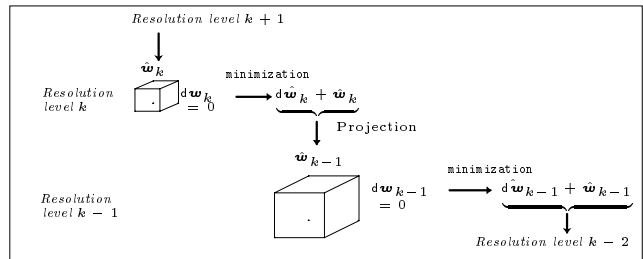 Resolution level k + 1
ŵ_k
minimization
Resolution level k
dw_k = 0
dŵ_k + ŵ_k
Projection
ŵ_{k−1}
minimization
Resolution level k − 1
dw_{k−1} = 0
dŵ_{k−1} + ŵ_{k−1}
Resolution level k − 2